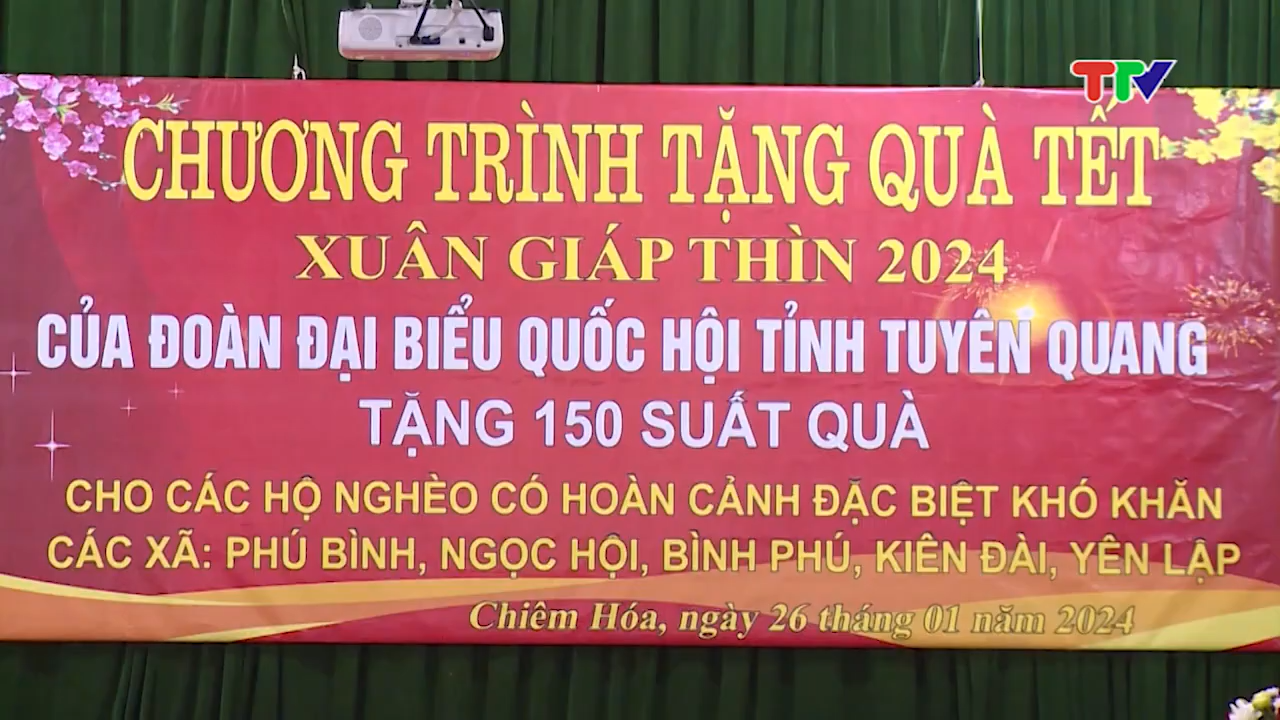 TTV
CHƯƠNG TRÌNH TẶNG QUÀ TẾT
XUÂN GIÁP THÌN 2024
CỦA ĐOÀN ĐẠI BIỂU QUỐC HỘI TỈNH TUYÊN QUANG
TẶNG 150 SUẤT QUÀ
CHO CÁC HỘ NGHÈO CÓ HOÀN CẢNH ĐẶC BIỆT KHÓ KHĂN
CÁC XÃ: PHÚ BÌNH, NGỌC HỘI, BÌNH PHÚ, KIÊN ĐÀI, YÊN LẬP
Chiêm Hóa, ngày 26 tháng 01 năm 2024